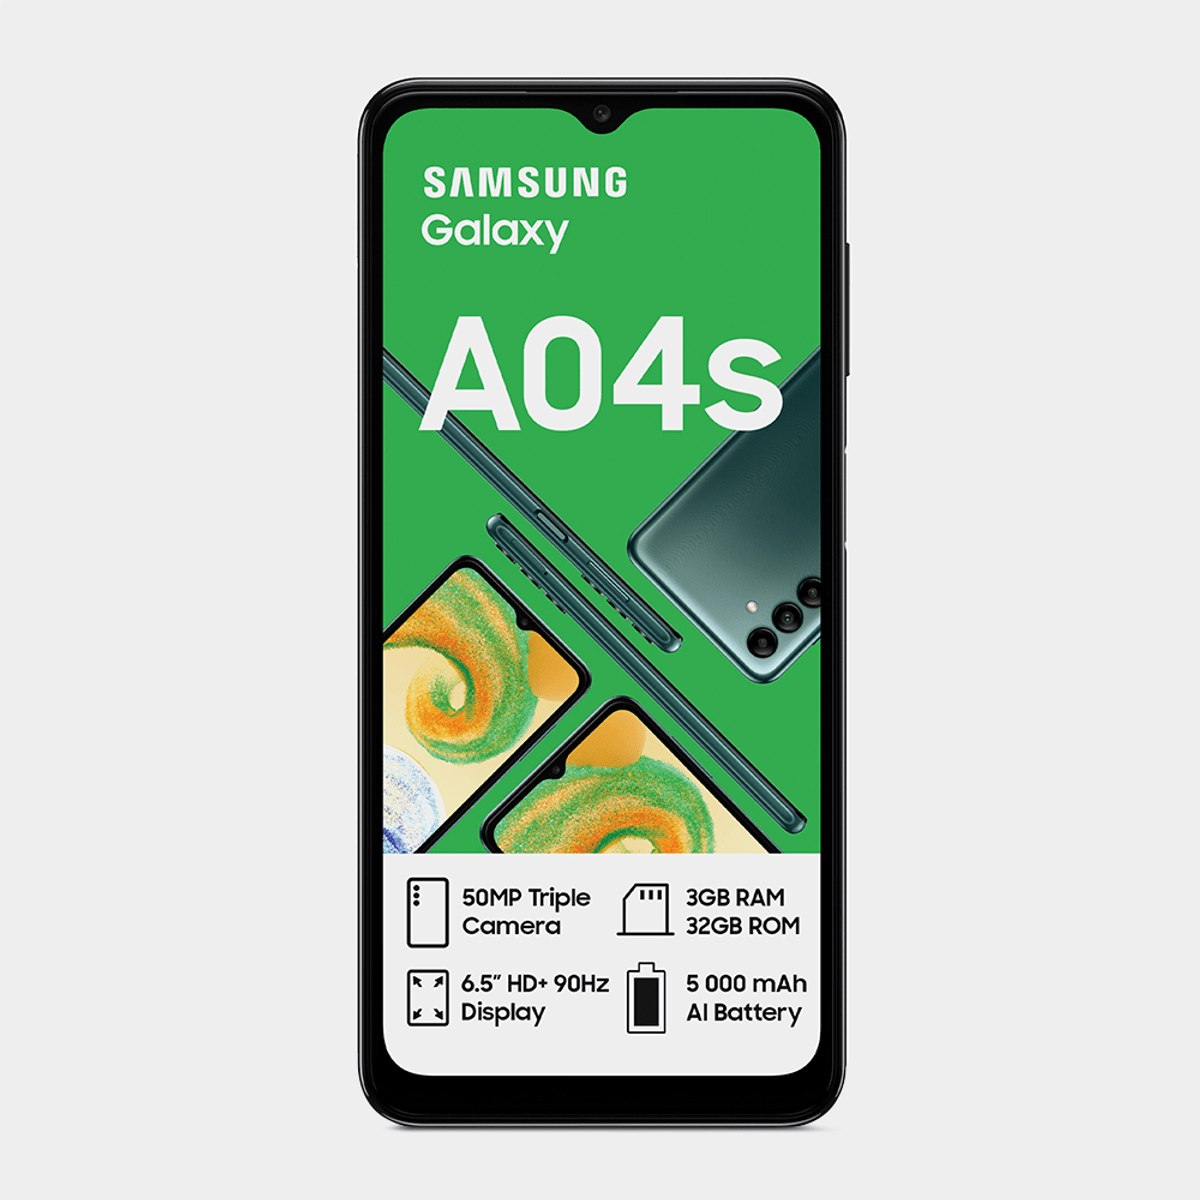 SAMSUNG
Galaxy
A04s
50MP Triple
Camera
3GB RAM
32GB ROM
6.5” HD+ 90Hz
Display
5 000 mAh
AI Battery